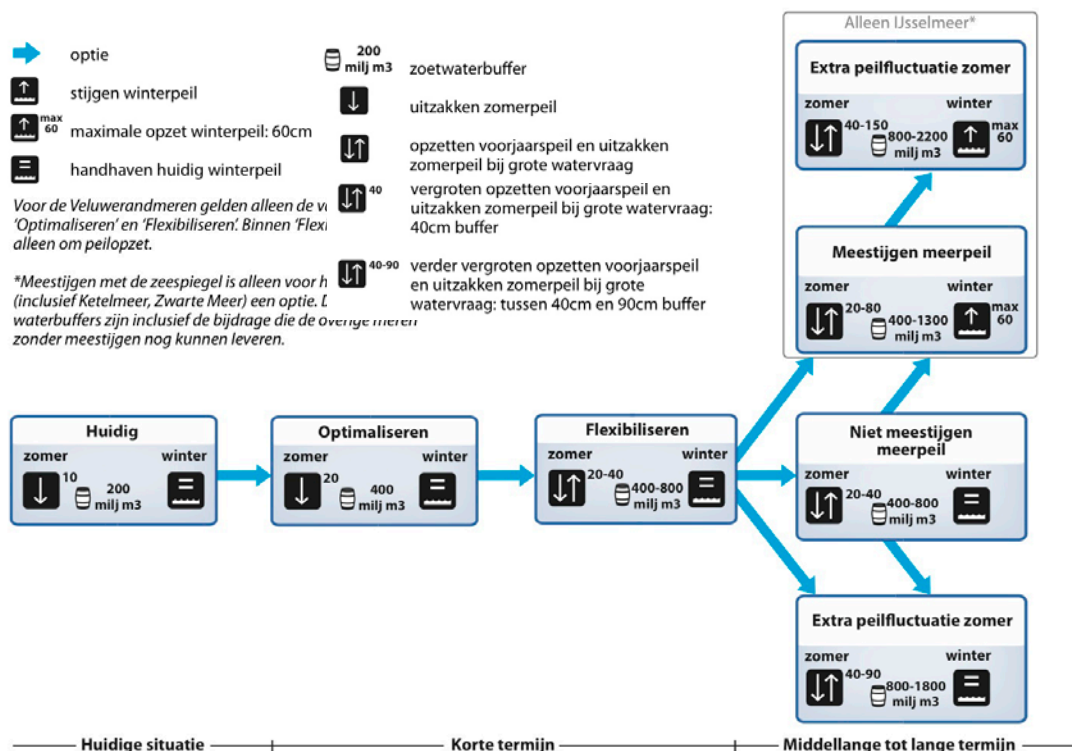 Alleen IJsselmeer*
optie
stijgen winterpeil
max
60
maximale opzet winterpeil: 60cm
handhaven huidig winterpeil
Voor de Veluwerandmeren gelden alleen de
'Optimaliseren' en 'Flexibiliseren'. Binnen
alleen om peilopzet.
*Meestijgen met de zeespiegel is alleen voor
(inclusief Ketelmeer, Zwarte Meer) een optie.
waterbuffers zijn inclusief de bijdrage die de overige meren
zonder meestijgen nog kunnen leveren.
200
milj m3
zoetwaterbuffer
uitzakken zomerpeil
opzetten voorjaarspeil en uitzakken
zomerpeil bij grote watervraag
40
vergroten opzetten voorjaarspeil en
uitzakken zomerpeil bij grote watervraag:
40cm buffer
40-90
verder vergroten opzetten voorjaarspeil
en uitzakken zomerpeil bij grote
watervraag: tussen 40cm en 90cm buffer
Extra peilfluctuatie zomer
zomer winter
40-150
800-2200
milj m3
max
60
Meestijgen meerpeil
zomer winter
20-80
400-1300
milj m3
max
60
Huidig
zomer winter
10
200
milj m3
Optimaliseren
zomer winter
20
400
milj m3
Flexibiliseren
zomer winter
20-40
400-800
milj m3
Niet meestijgen
meerpeil
zomer winter
20-40
400-800
milj m3
Extra peilfluctuatie zomer
zomer winter
40-90
800-1800
milj m3
Huidige situatie
Korte termijn
Middellange tot lange termijn